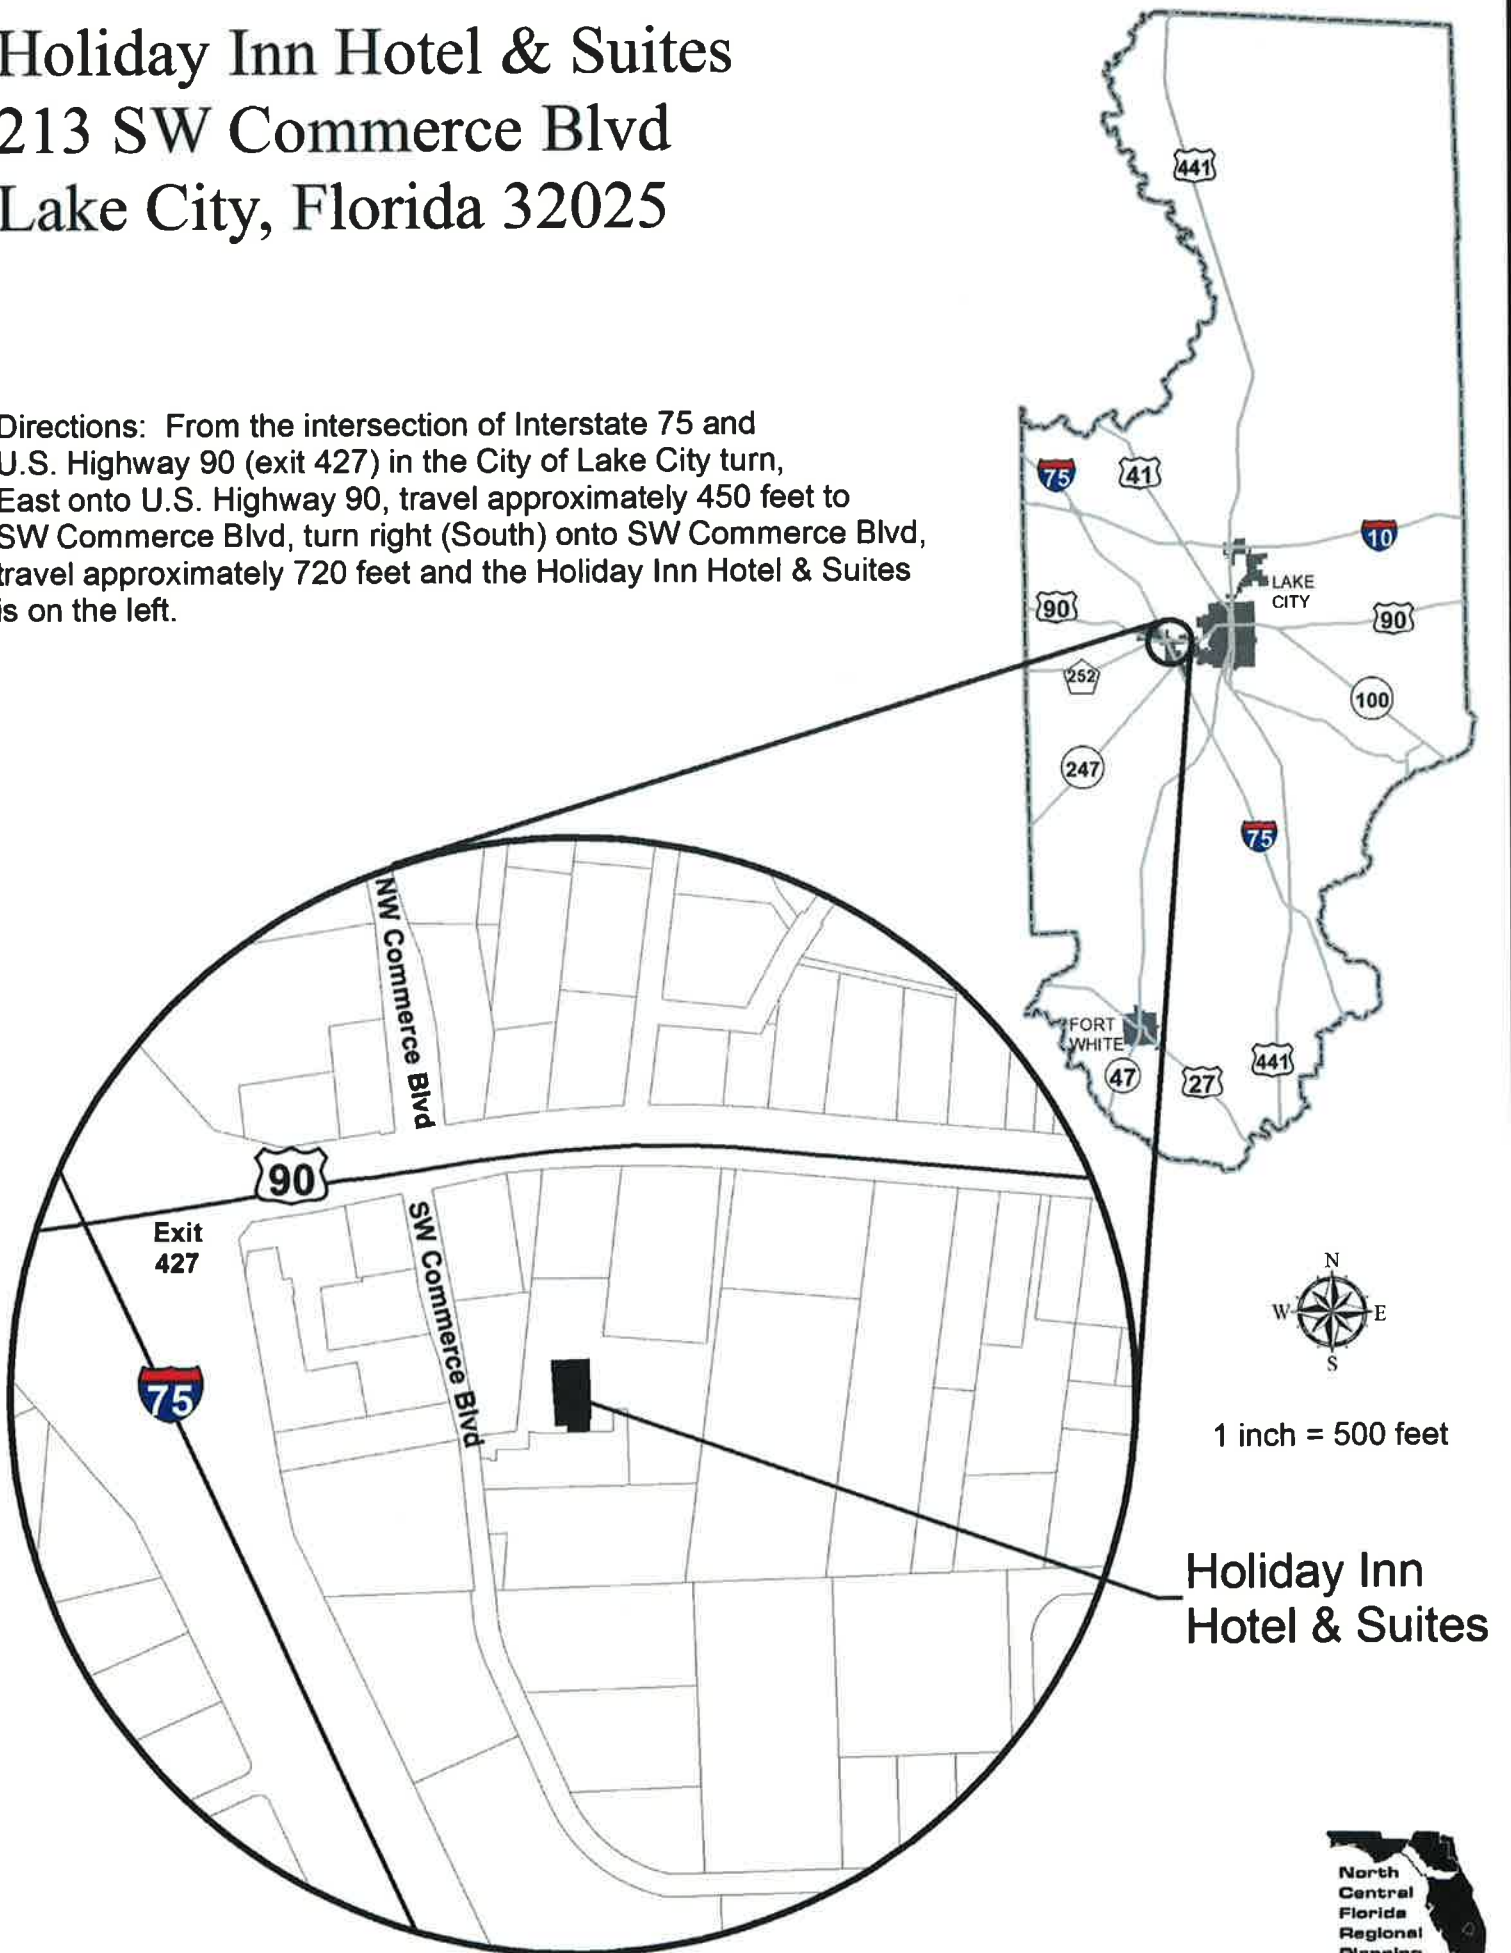 Holiday Inn Hotel & Suites
213 SW Commerce Blvd
Lake City, Florida 32025
Directions: From the intersection of Interstate 75 and
U.S. Highway 90 (exit 427) in the City of Lake City turn,
East onto U.S. Highway 90, travel approximately 450 feet to
SW Commerce Blvd, turn right (South) onto SW Commerce Blvd,
travel approximately 720 feet and the Holiday Inn Hotel & Suites
is on the left.
441
75
41
10
LAKE
CITY
90
90
252
100
247
75
FORT
WHITE
47
27
441
NW Commerce Blvd
90
Exit
427
SW Commerce Blvd
75
N
W
E
S
1 inch = 500 feet
Holiday Inn
Hotel & Suites
North
Central
Florida
Regional
Planning